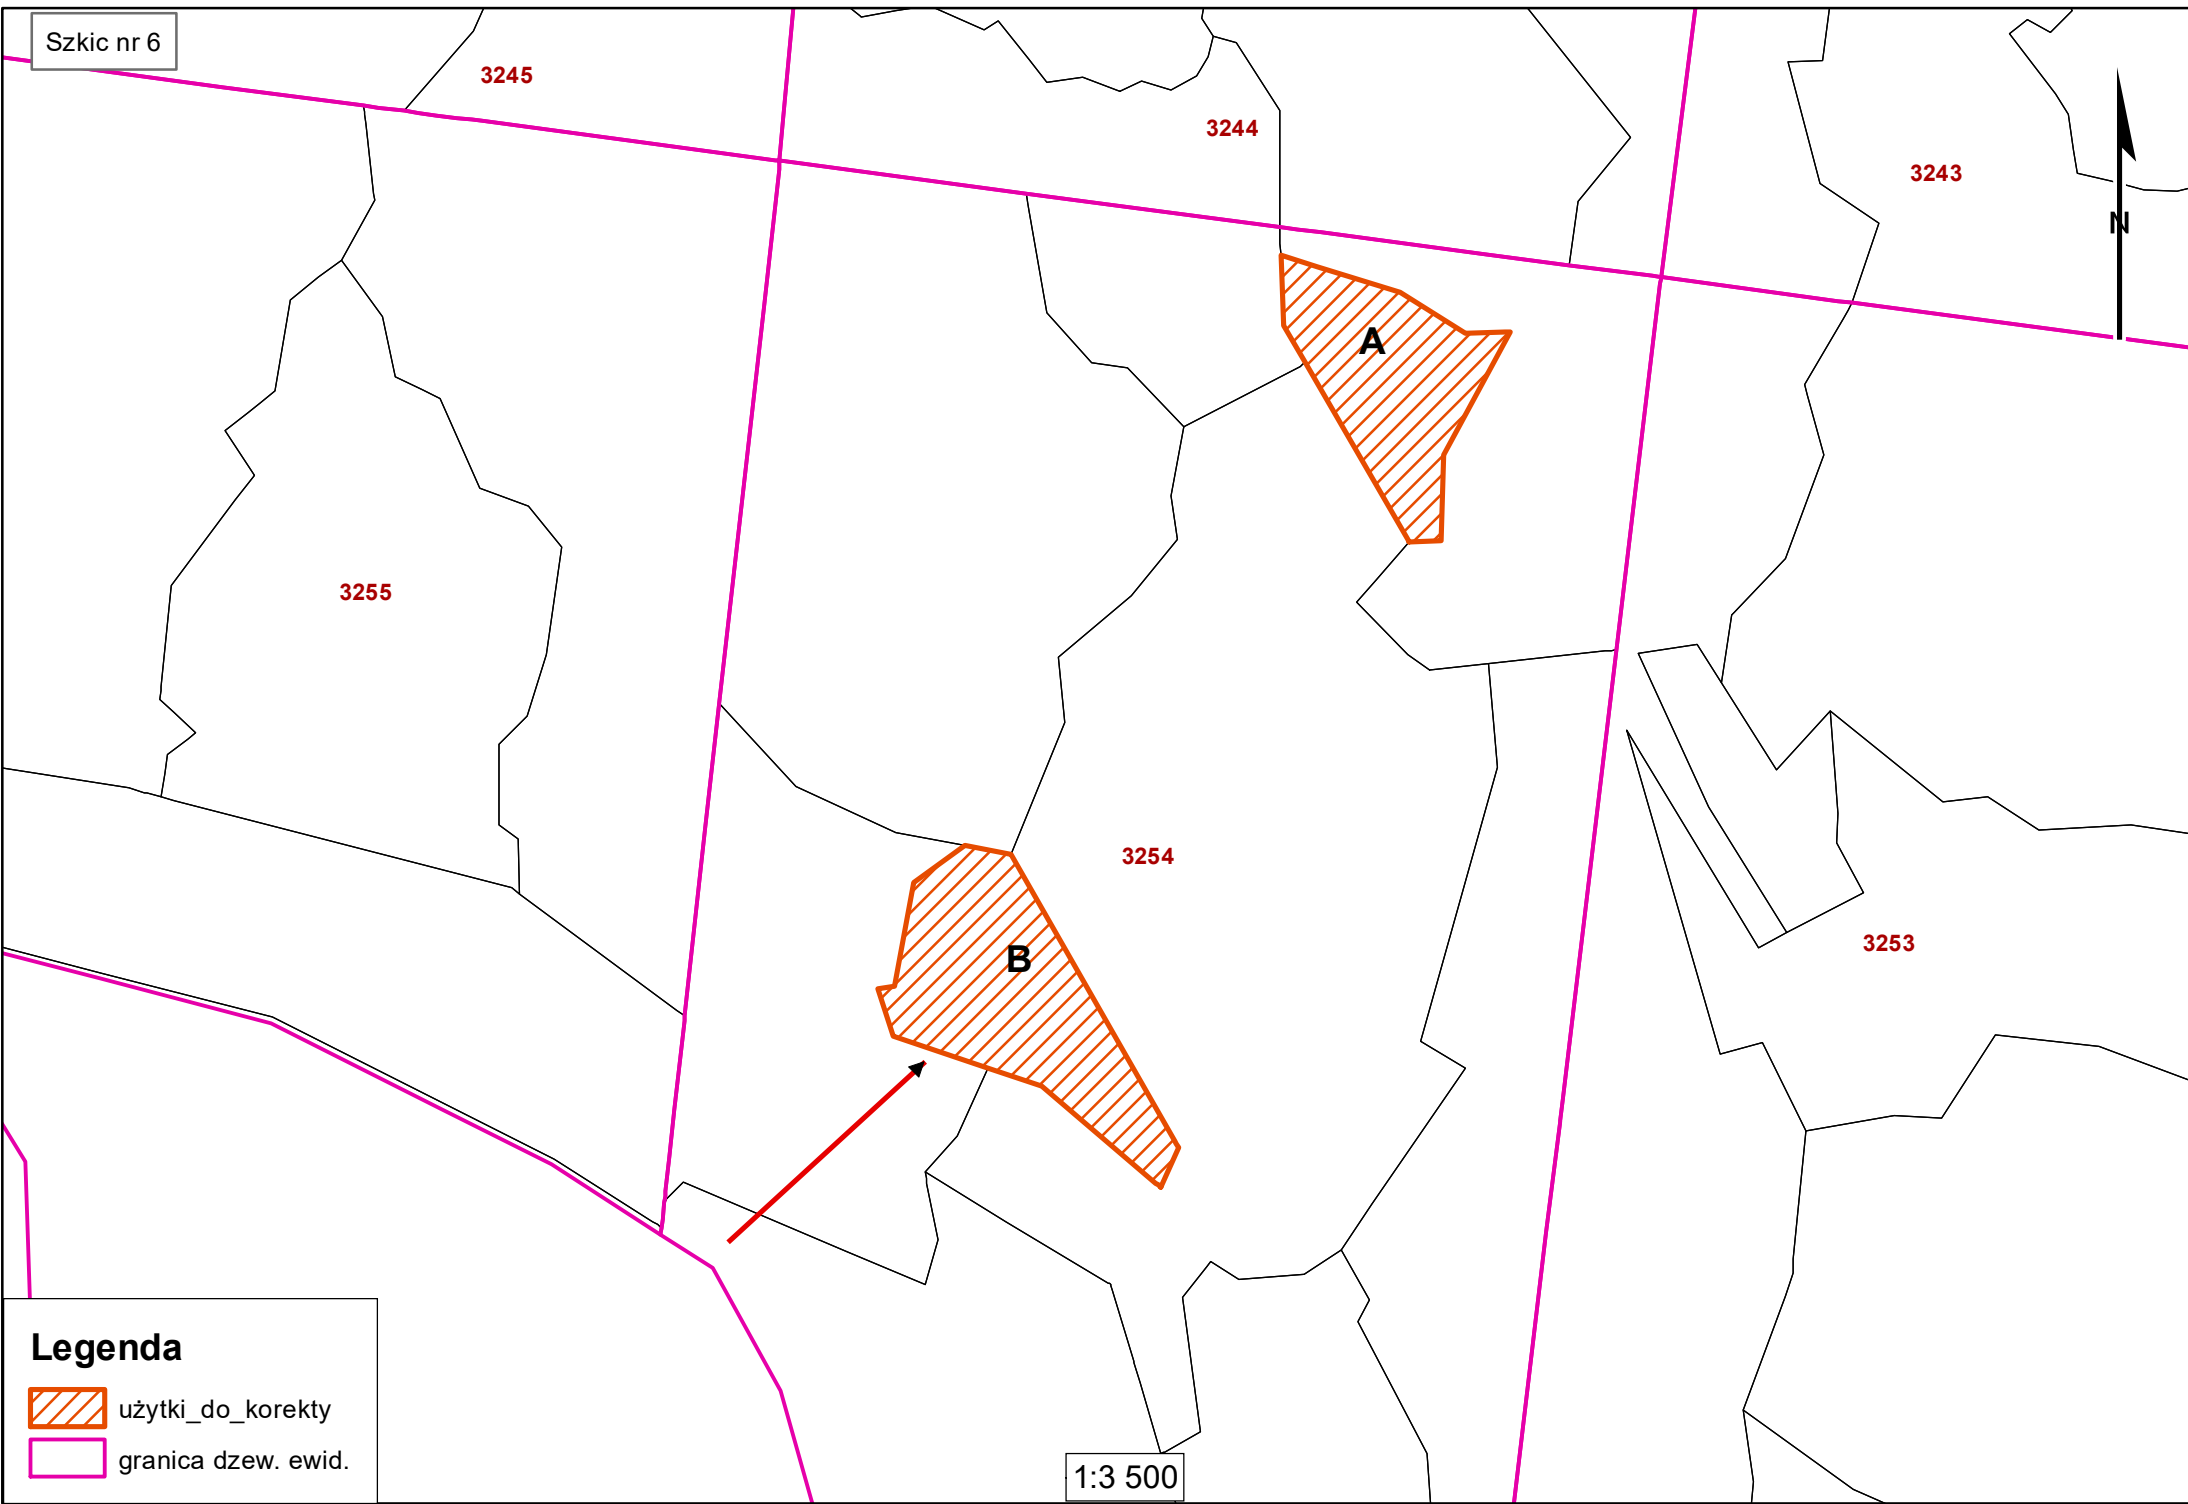 Szkic nr 6
3245
3244
3243
N
A
3255
3254
3253
B
Legenda
użytki_do_korekty
granica dzew. ewid.
1:3 500